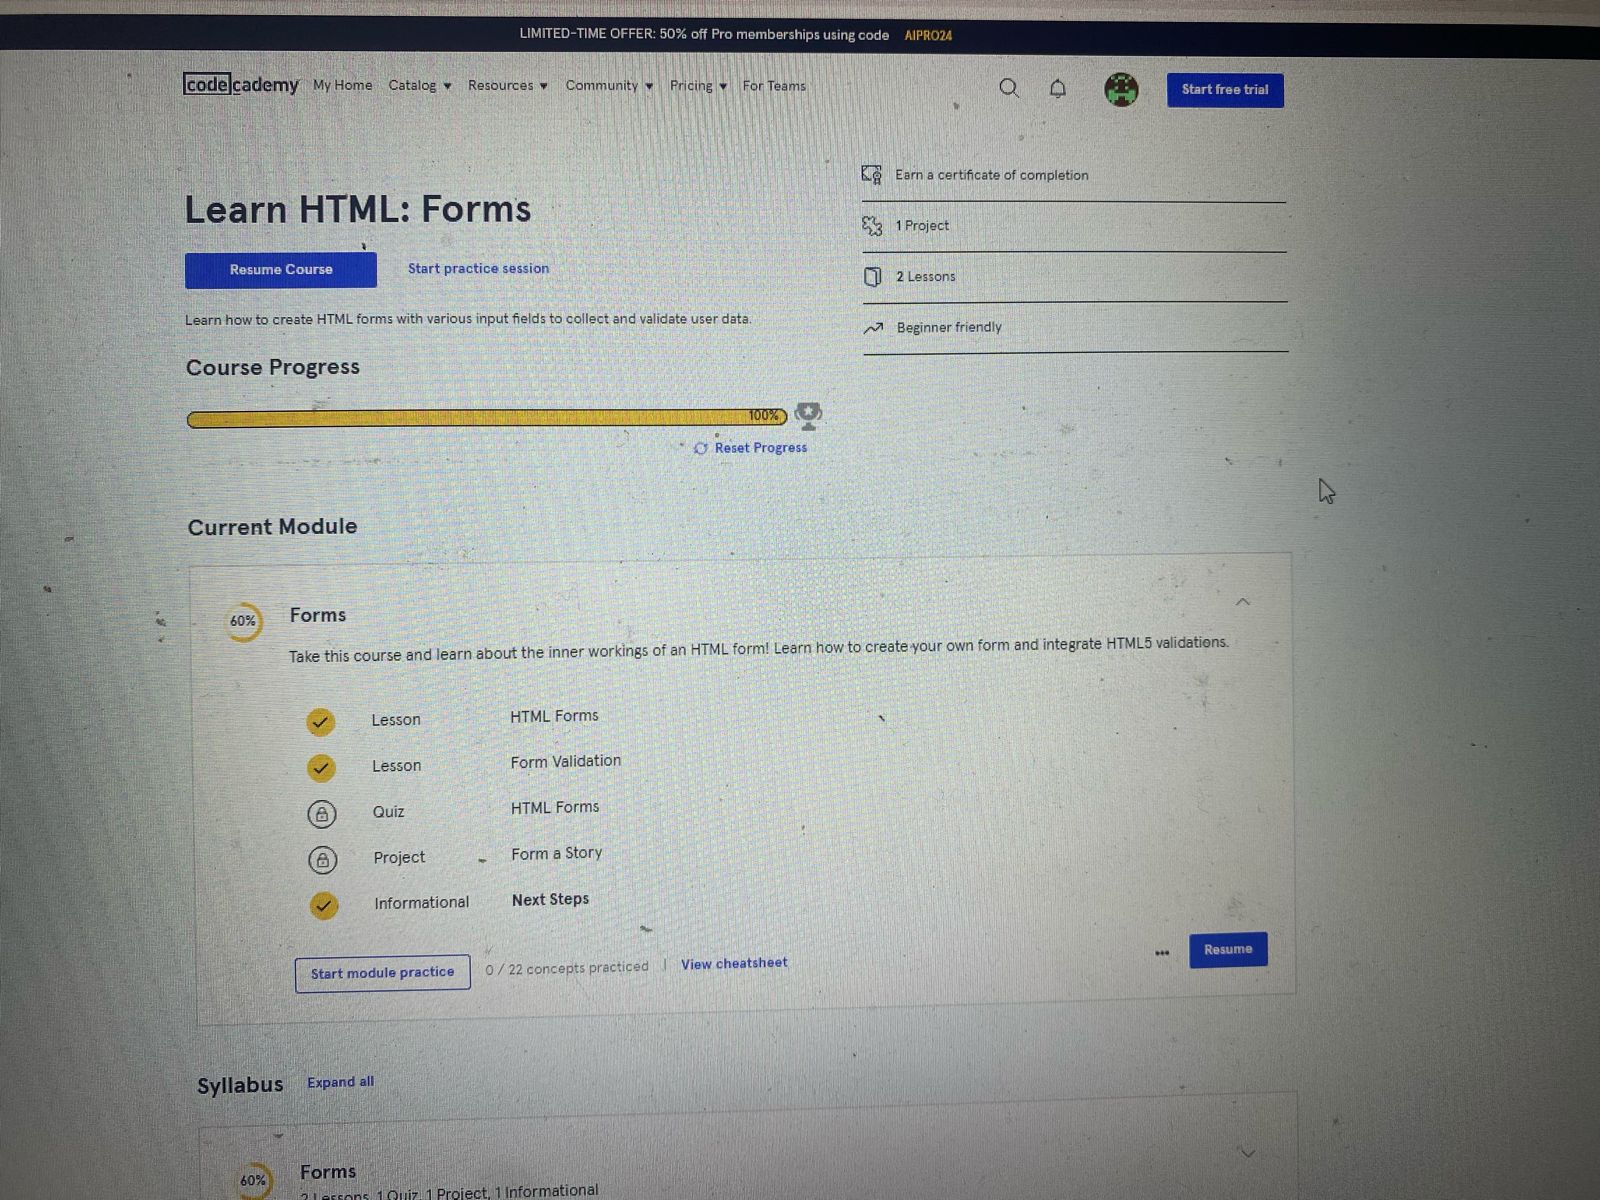 LIMITED-TIME OFFER: 50% off Pro memberships using code AIPRO24
codecademy My Home Catalog Resources Community Pricing For Teams Start free trial
Learn HTML: Forms
Resume Course Start practice session
Learn how to create HTML forms with various input fields to collect and validate user data.
Earn a certificate of completion
1 Project
2 Lessons
Beginner friendly
Course Progress
100%
Reset Progress
Current Module
60% Forms
Take this course and learn about the inner workings of an HTML form! Learn how to create your own form and integrate HTML5 validations.
Lesson HTML Forms
Lesson Form Validation
Quiz HTML Forms
Project Form a Story
Informational Next Steps
Start module practice 0 / 22 concepts practiced | View cheatsheet ••• Resume
Syllabus Expand all
60% Forms
2 Lessons, 1 Quiz, 1 Project, 1 Informational